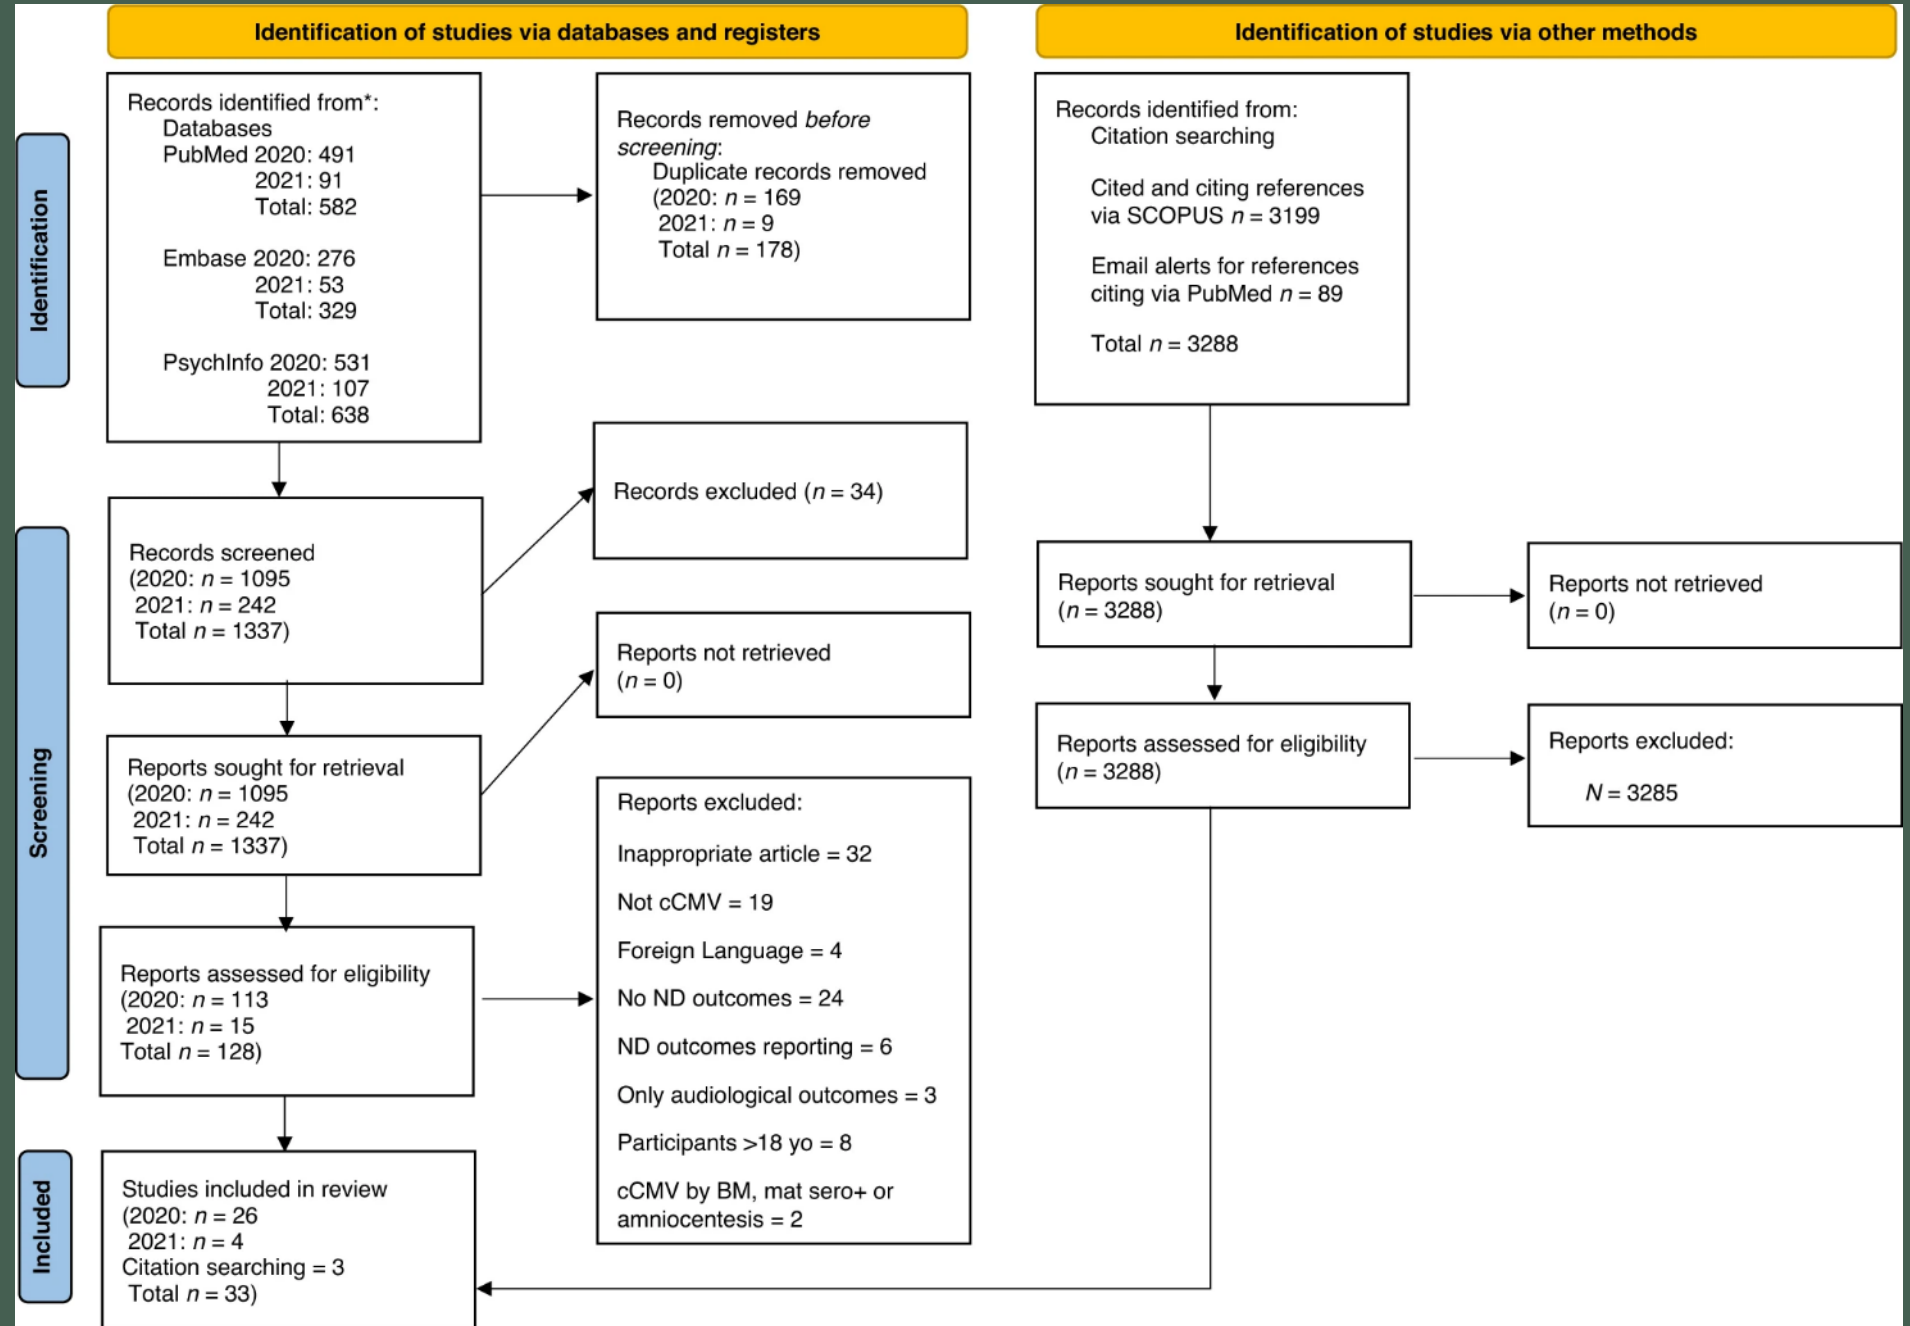 Identification of studies via databases and registers
Identification of studies via other methods
Identification
Records identified from*:
Databases
PubMed 2020: 491
2021: 91
Total: 582
Embase 2020: 276
2021: 53
Total: 329
PsychInfo 2020: 531
2021: 107
Total: 638
Records removed before
screening:
Duplicate records removed
(2020: n = 169
2021: n = 9
Total n = 178)
Records identified from:
Citation searching
Cited and citing references
via SCOPUS n = 3199
Email alerts for references
citing via PubMed n = 89
Total n = 3288
Screening
Records screened
(2020: n = 1095
2021: n = 242
Total n = 1337)
Records excluded (n = 34)
Reports sought for retrieval
(2020: n = 1095
2021: n = 242
Total n = 1337)
Reports not retrieved
(n = 0)
Reports sought for retrieval
(n = 3288)
Reports not retrieved
(n = 0)
Reports assessed for eligibility
(2020: n = 113
2021: n = 15
Total n = 128)
Reports excluded:
Inappropriate article = 32
Not cCMV = 19
Foreign Language = 4
No ND outcomes = 24
ND outcomes reporting = 6
Only audiological outcomes = 3
Participants >18 yo = 8
cCMV by BM, mat sero+ or
amniocentesis = 2
Reports assessed for eligibility
(n = 3288)
Reports excluded:
N = 3285
Included
Studies included in review
(2020: n = 26
2021: n = 4
Citation searching = 3
Total n = 33)